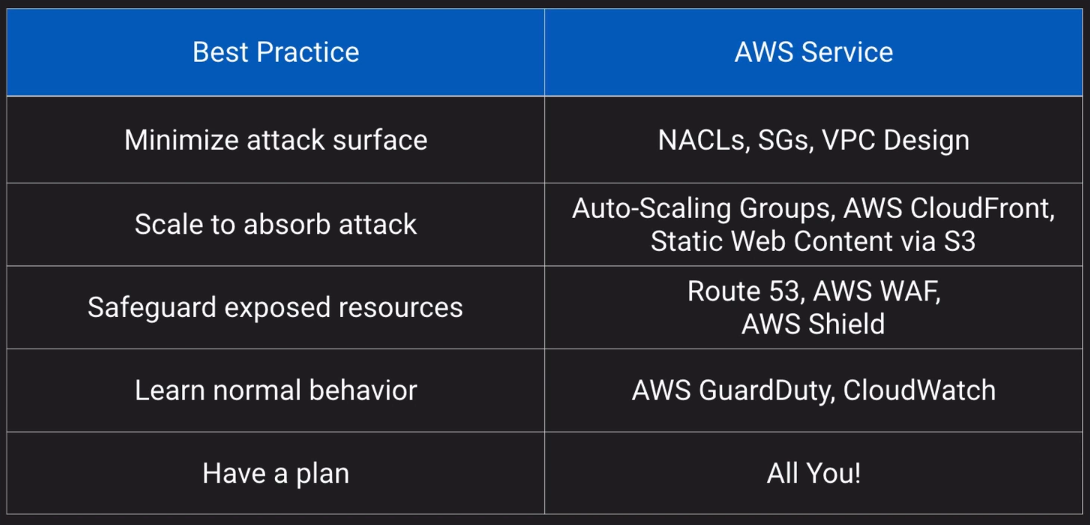 Best Practice
AWS Service
Minimize attack surface
NACLs, SGs, VPC Design
Scale to absorb attack
Auto-Scaling Groups, AWS CloudFront,
Static Web Content via S3
Safeguard exposed resources
Route 53, AWS WAF,
AWS Shield
Learn normal behavior
AWS GuardDuty, CloudWatch
Have a plan
All You!